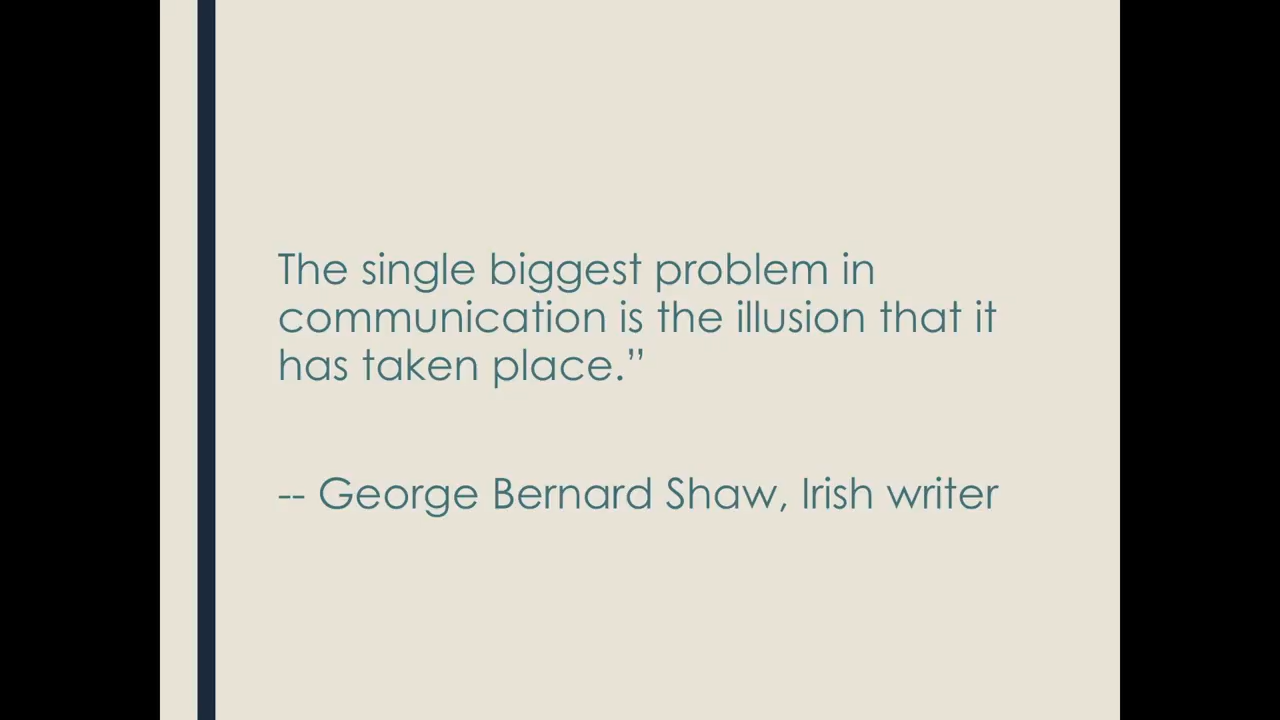 The single biggest problem in
communication is the illusion that it
has taken place.”
-- George Bernard Shaw, Irish writer